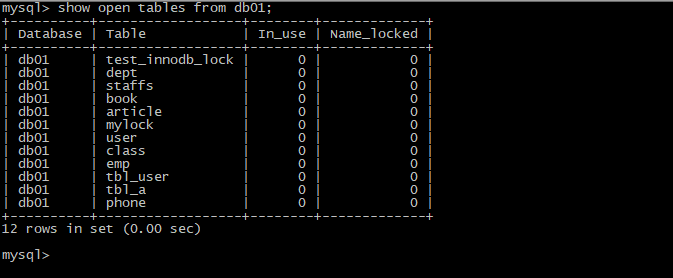 mysql> show open tables from db01;
+----------+------------------+--------+-------------+
| Database | Table            | In_use | Name_locked |
+----------+------------------+--------+-------------+
| db01     | test_innodb_lock |      0 |           0 |
| db01     | dept             |      0 |           0 |
| db01     | staffs           |      0 |           0 |
| db01     | book             |      0 |           0 |
| db01     | article          |      0 |           0 |
| db01     | mylock           |      0 |           0 |
| db01     | user             |      0 |           0 |
| db01     | class            |      0 |           0 |
| db01     | emp              |      0 |           0 |
| db01     | tbl_user         |      0 |           0 |
| db01     | tbl_a            |      0 |           0 |
| db01     | phone            |      0 |           0 |
+----------+------------------+--------+-------------+
12 rows in set (0.00 sec)
mysql>